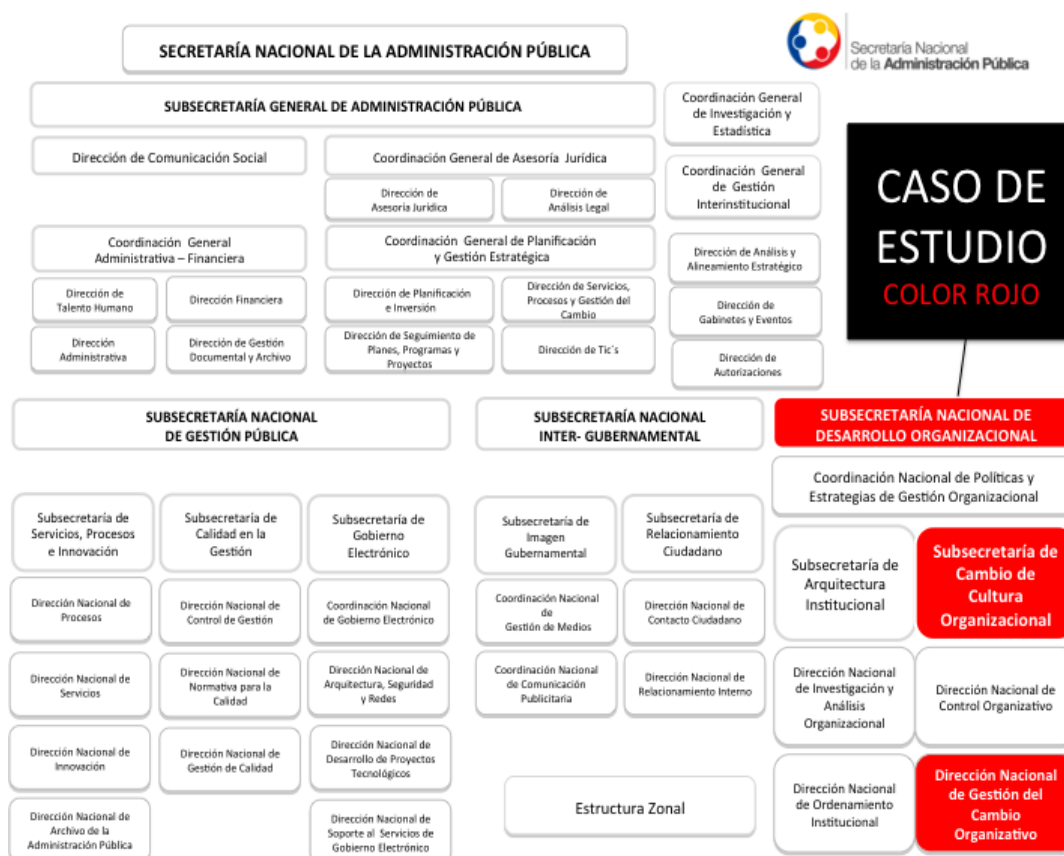 SECRETARÍA NACIONAL DE LA ADMINISTRACIÓN PÚBLICA
Secretaría Nacional
de la Administración Pública
SUBSECRETARÍA GENERAL DE ADMINISTRACIÓN PÚBLICA
Coordinación General
de Investigación y
Estadística
Dirección de Comunicación Social
Coordinación General de Asesoría Jurídica
Dirección de
Asesoría Jurídica
Dirección de
Análisis Legal
Coordinación General
de Gestión
Interinstitucional
Coordinación General
Administrativa – Financiera
Coordinación General de Planificación
y Gestión Estratégica
Dirección de Análisis y
Alineamiento Estratégico
Dirección de
Talento Humano
Dirección Financiera
Dirección de Planificación
e Inversión
Dirección de Servicios,
Procesos y Gestión del
Cambio
Dirección de
Gabinetes y Eventos
Dirección
Administrativa
Dirección de Gestión
Documental y Archivo
Dirección de Seguimiento de
Planes, Programas y
Proyectos
Dirección de Tic´s
Dirección de
Autorizaciones
CASO DE
ESTUDIO
COLOR ROJO
SUBSECRETARÍA NACIONAL
DE GESTIÓN PÚBLICA
SUBSECRETARÍA NACIONAL
INTER- GUBERNAMENTAL
SUBSECRETARÍA NACIONAL DE
DESARROLLO ORGANIZACIONAL
Coordinación Nacional de Políticas y
Estrategias de Gestión Organizacional
Subsecretaría de
Servicios, Procesos
e Innovación
Subsecretaría de
Calidad en la
Gestión
Subsecretaría de
Gobierno
Electrónico
Subsecretaría de
Imagen
Gubernamental
Subsecretaría de
Relacionamiento
Ciudadano
Subsecretaría de
Arquitectura
Institucional
Subsecretaría de
Cambio de
Cultura
Organizacional
Dirección Nacional de
Procesos
Dirección Nacional de
Control de Gestión
Coordinación Nacional
de Gobierno Electrónico
Coordinación Nacional
de
Gestión de Medios
Dirección Nacional de
Contacto Ciudadano
Dirección Nacional de
Servicios
Dirección Nacional de
Normativa para la
Calidad
Dirección Nacional de
Arquitectura, Seguridad
y Redes
Coordinación Nacional
de Comunicación
Publicitaria
Dirección Nacional de
Relacionamiento Interno
Dirección Nacional
de Investigación y
Análisis
Organizacional
Dirección Nacional de
Control Organizativo
Dirección Nacional de
Innovación
Dirección Nacional de
Gestión de Calidad
Dirección Nacional de
Desarrollo de Proyectos
Tecnológicos
Estructura Zonal
Dirección Nacional
de Ordenamiento
Institucional
Dirección Nacional
de Gestión del
Cambio
Organizativo
Dirección Nacional de
Archivo de la
Administración Pública
Dirección Nacional de
Soporte al Servicios de
Gobierno Electrónico